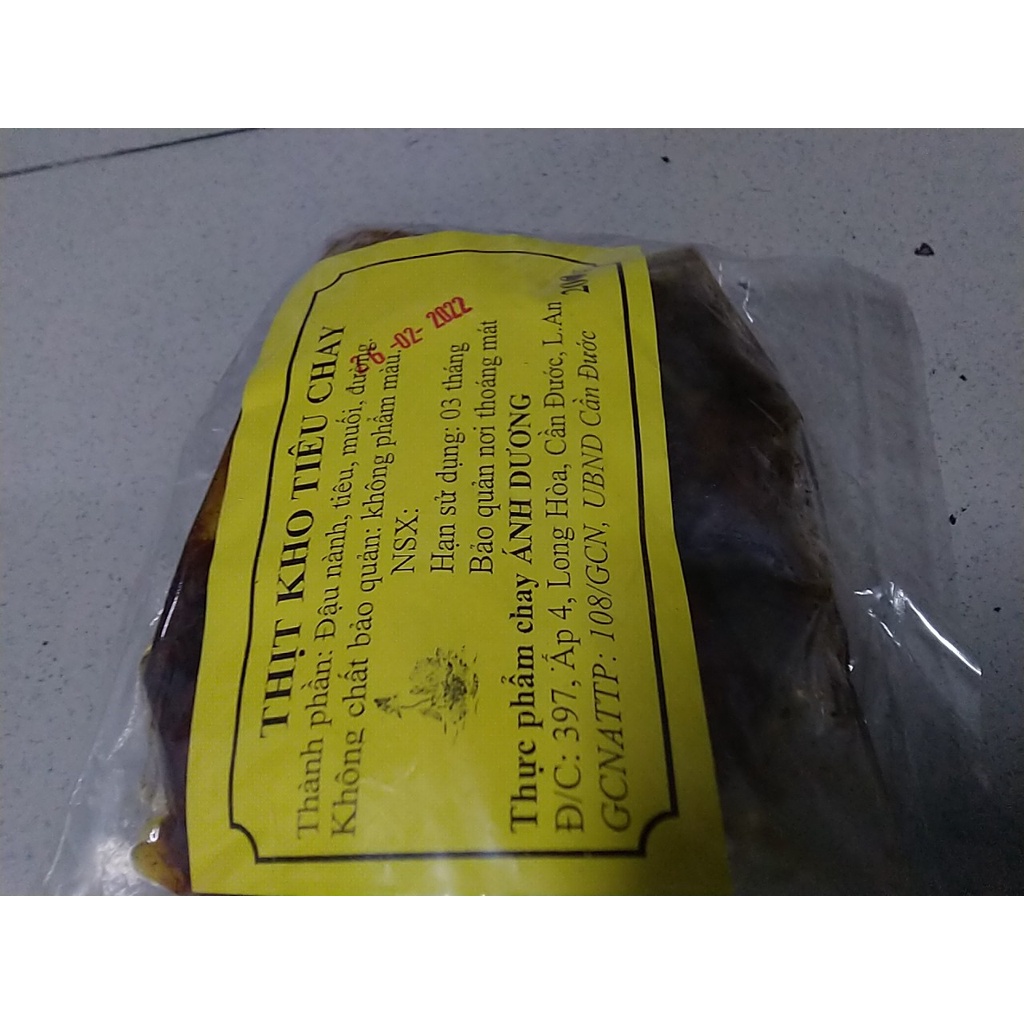 THỊT KHO TIÊU CHAY
Thành phần: Đậu nành, tiêu, muối, đường.
Không chất bảo quản: không phẩm màu.
NSX:
-02- 2022
Hạn sử dụng: 03 tháng
Bảo quản nơi thoáng mát
Thực phẩm chay ÁNH DƯƠNG
Đ/C: 397, Ấp 4, Long Hòa, Cần Đước, L.An
GCNATTP: 108/GCN, UBND Cần Đước